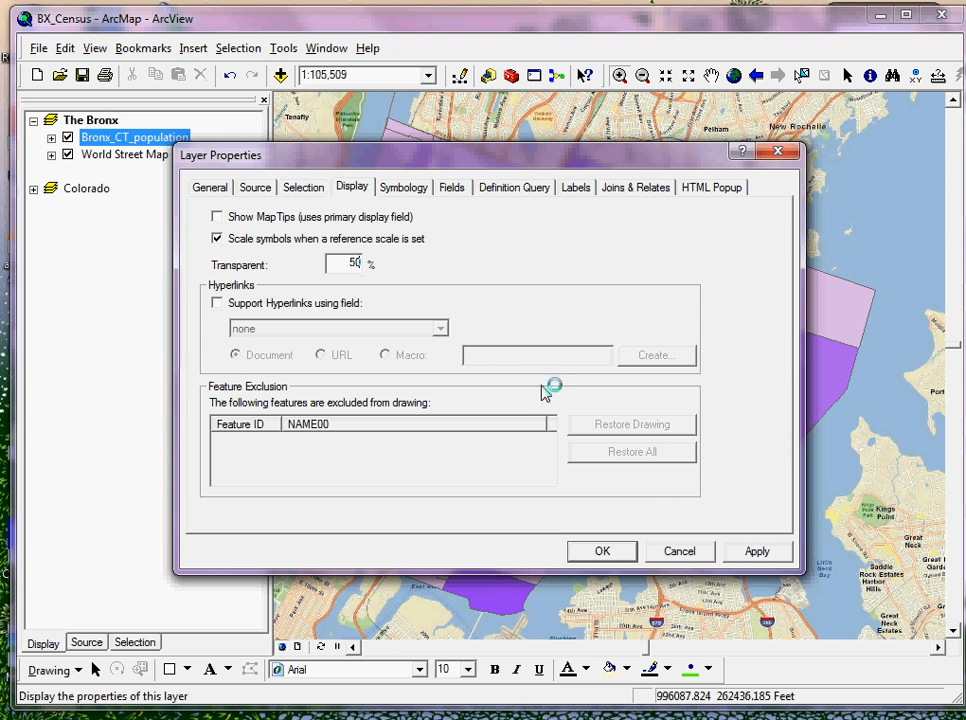 BX_Census - ArcMap - ArcView
File Edit View Bookmarks Insert Selection Tools Window Help
1:105,509
The Bronx
Bronx_CT_population
World Street Map
Colorado
Tenafly
Pelham
New Rochelle
Layer Properties
General Source Selection Display Symbology Fields Definition Query Labels Joins & Relates HTML Popup
Show MapTips (uses primary display field)
Scale symbols when a reference scale is set
Transparent: 50 %
Hyperlinks
Support Hyperlinks using field:
none
Document URL Macro: Create...
Feature Exclusion
The following features are excluded from drawing:
Feature ID NAME00
Restore Drawing
Restore All
OK Cancel Apply
Kings Point
Great Neck
Little Neck Bay
Saddle Rock Estates
Harbor Hills
Great Neck Estates
Great Neck
14th Ave
Display Source Selection
Drawing A Arial 10 B I U A
Display the properties of this layer
996087.824 262436.185 Feet